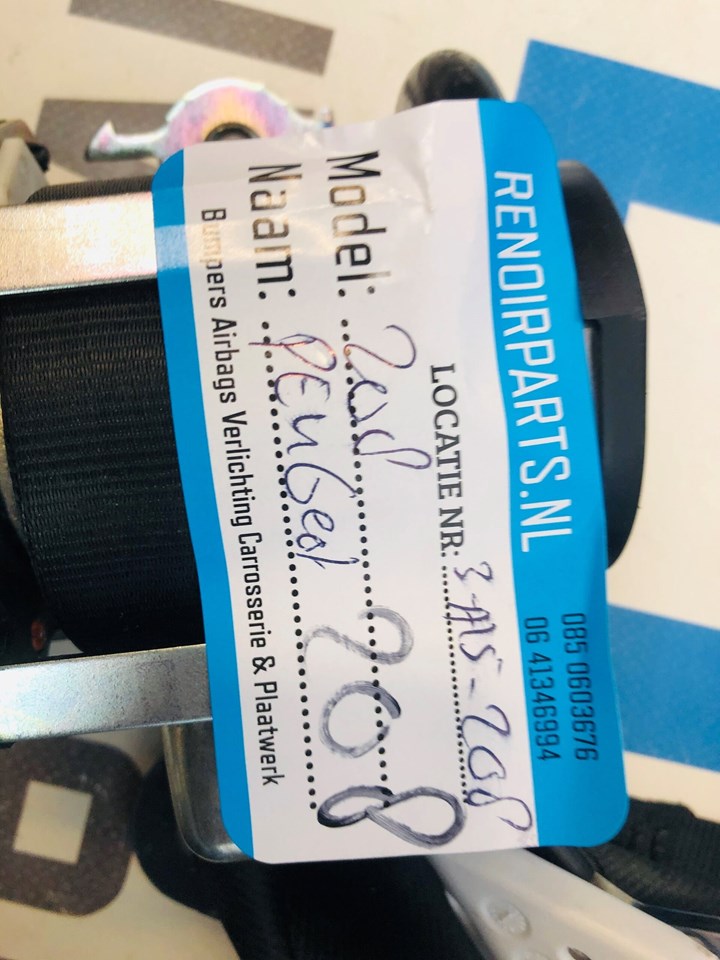 RENOIRPARTS.NL
085 0603676
06 41346994
LOCATIE NR: 3-A15-208
Model: 208
Naam: PEUGeot
208
Bumpers Airbags Verlichting Carrosserie & Plaatwerk